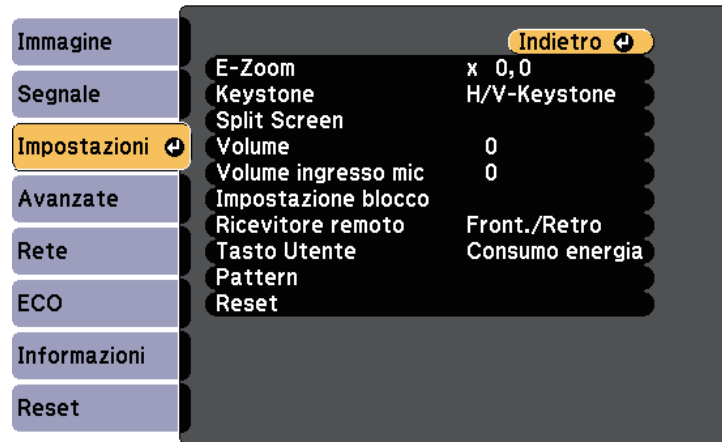 Immagine
Segnale
Impostazioni
Avanzate
Rete
ECO
Informazioni
Reset
Indietro
E-Zoom x 0,0
Keystone H/V-Keystone
Split Screen
Volume 0
Volume ingresso mic 0
Impostazione blocco
Ricevitore remoto Front./Retro
Tasto Utente Consumo energia
Pattern
Reset